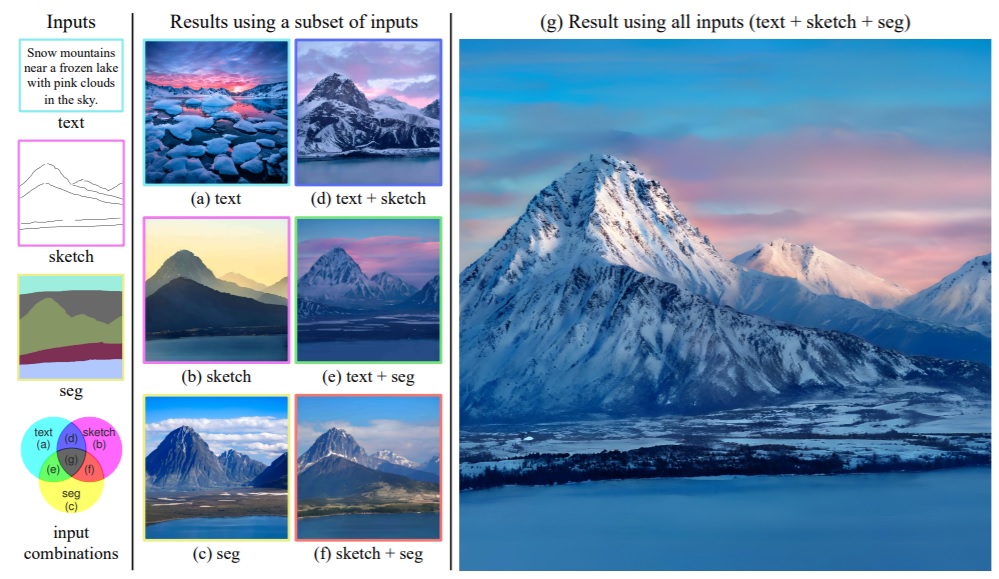 Inputs
Snow mountains
near a frozen lake
with pink clouds
in the sky.
text
sketch
seg
text
(a)
(d)
sketch
(b)
(g)
(e)
(f)
seg
(c)
input
combinations
Results using a subset of inputs
(a) text
(d) text + sketch
(b) sketch
(e) text + seg
(c) seg
(f) sketch + seg
(g) Result using all inputs (text + sketch + seg)